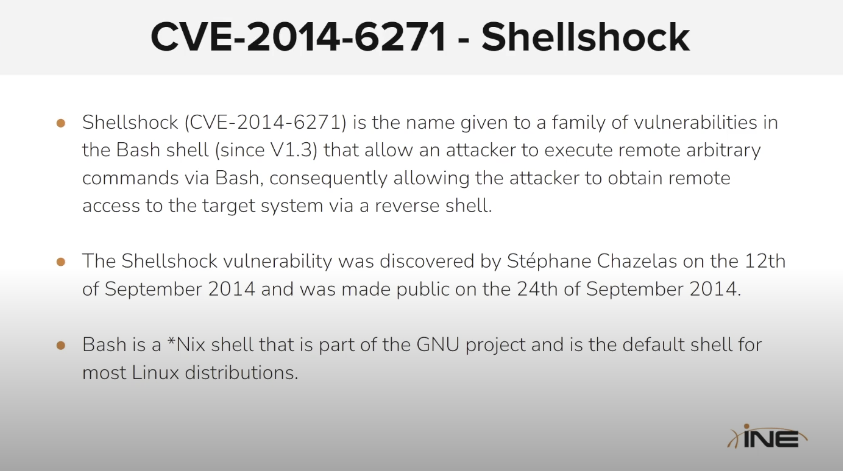 CVE-2014-6271 - Shellshock
● Shellshock (CVE-2014-6271) is the name given to a family of vulnerabilities in
the Bash shell (since V1.3) that allow an attacker to execute remote arbitrary
commands via Bash, consequently allowing the attacker to obtain remote
access to the target system via a reverse shell.
● The Shellshock vulnerability was discovered by Stéphane Chazelas on the 12th
of September 2014 and was made public on the 24th of September 2014.
● Bash is a *Nix shell that is part of the GNU project and is the default shell for
most Linux distributions.
iNE